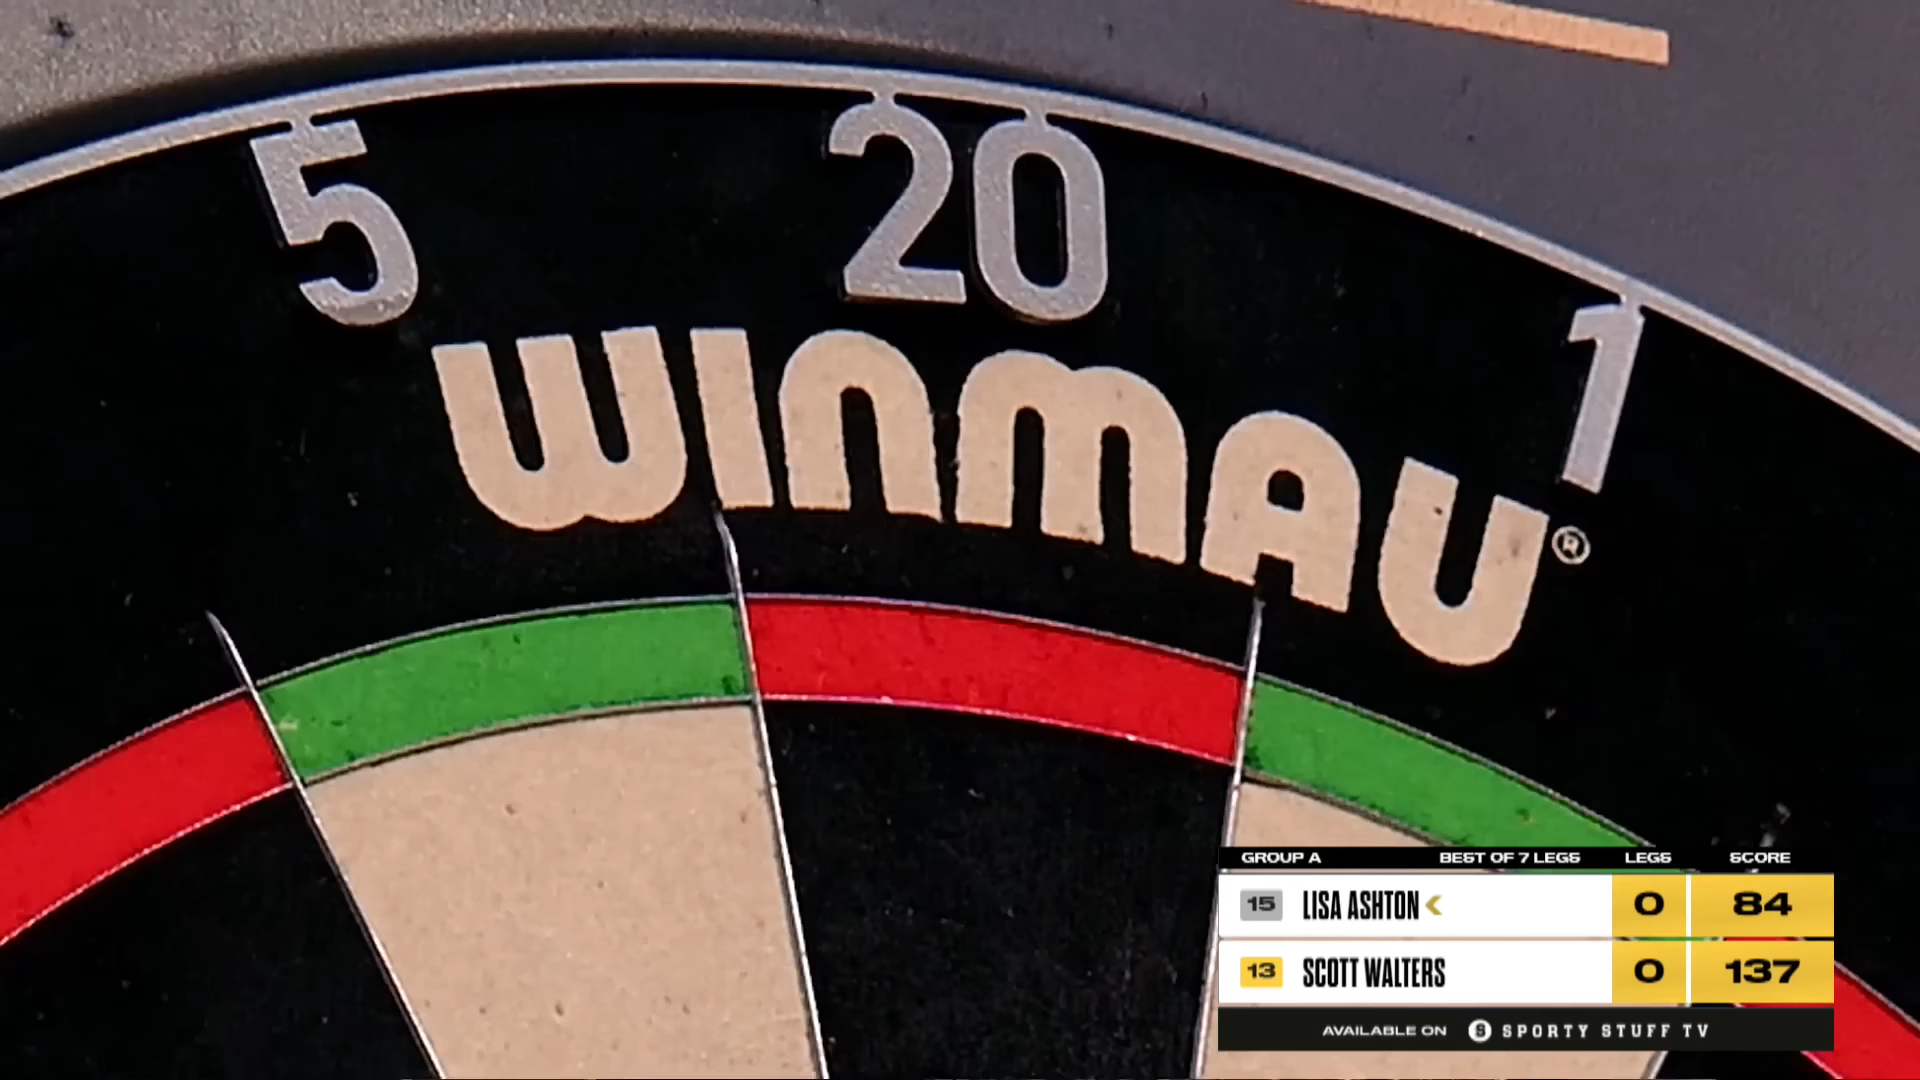 5 20 1
WINMAU®
GROUP A BEST OF 7 LEGS LEGS SCORE
15 LISA ASHTON 0 84
13 SCOTT WALTERS 0 137
AVAILABLE ON S SPORTY STUFF TV